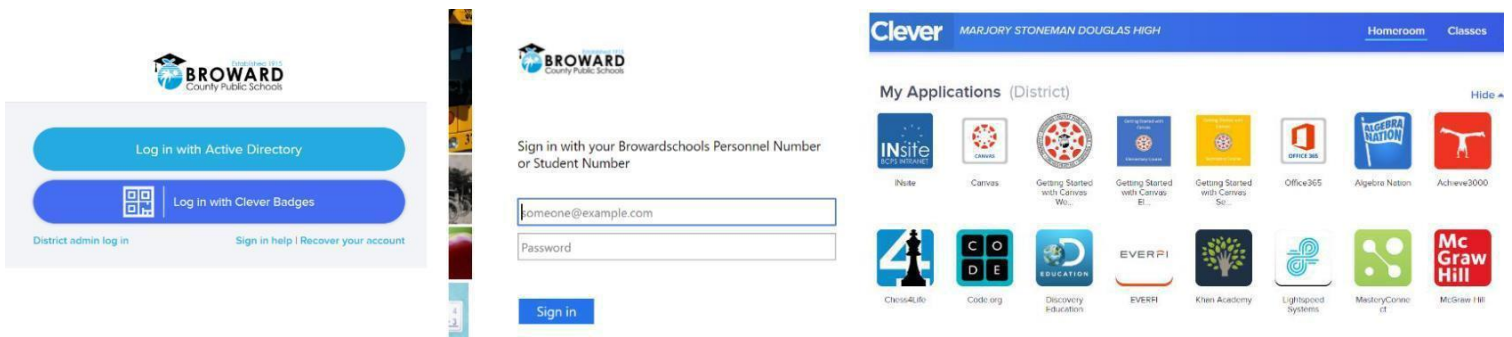 Established 1915
BROWARD
County Public Schools
Log in with Active Directory
Log in with Clever Badges
District admin log in
Sign in help | Recover your account
BROWARD
County Public Schools
Sign in with your Browardschools Personnel Number
or Student Number
someone@example.com
Password
Sign in
Clever MARJORY STONEMAN DOUGLAS HIGH Homeroom Classes
My Applications (District) Hide
INsite
BCPS INTRANET
CANVAS
OFFICE 365
ALGEBRA
NATION
INsite
Canvas
Getting Started
with Canvas
We...
Getting Started
with Canvas
El...
Getting Started
with Canvas
Se...
Office365
Algebra Nation
Achieve3000
4
CO
DE
EDUCATION
EVERFI
Mc
Graw
Hill
Chess4Life
Code.org
Discovery
Education
EVERFI
Khan Academy
Lightspeed
Systems
MasteryConne
ct
McGraw Hill